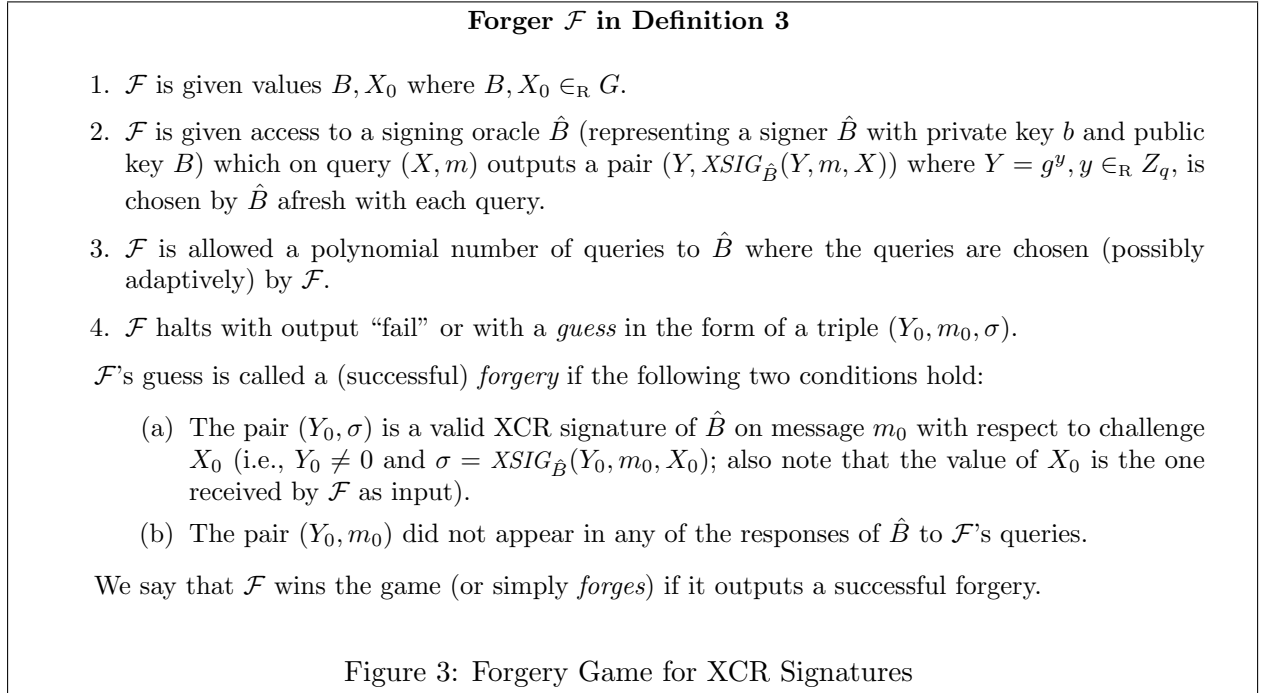 Forger ℱ in Definition 3
1. ℱ is given values B, X₀ where B, X₀ ∈_R G.
2. ℱ is given access to a signing oracle B̂ (representing a signer B̂ with private key b and public
key B) which on query (X, m) outputs a pair (Y, XSIG_B̂(Y, m, X)) where Y = g^y, y ∈_R Z_q, is
chosen by B̂ afresh with each query.
3. ℱ is allowed a polynomial number of queries to B̂ where the queries are chosen (possibly
adaptively) by ℱ.
4. ℱ halts with output “fail” or with a guess in the form of a triple (Y₀, m₀, σ).
ℱ’s guess is called a (successful) forgery if the following two conditions hold:
(a) The pair (Y₀, σ) is a valid XCR signature of B̂ on message m₀ with respect to challenge
X₀ (i.e., Y₀ ≠ 0 and σ = XSIG_B̂(Y₀, m₀, X₀); also note that the value of X₀ is the one
received by ℱ as input).
(b) The pair (Y₀, m₀) did not appear in any of the responses of B̂ to ℱ’s queries.
We say that ℱ wins the game (or simply forges) if it outputs a successful forgery.
Figure 3: Forgery Game for XCR Signatures